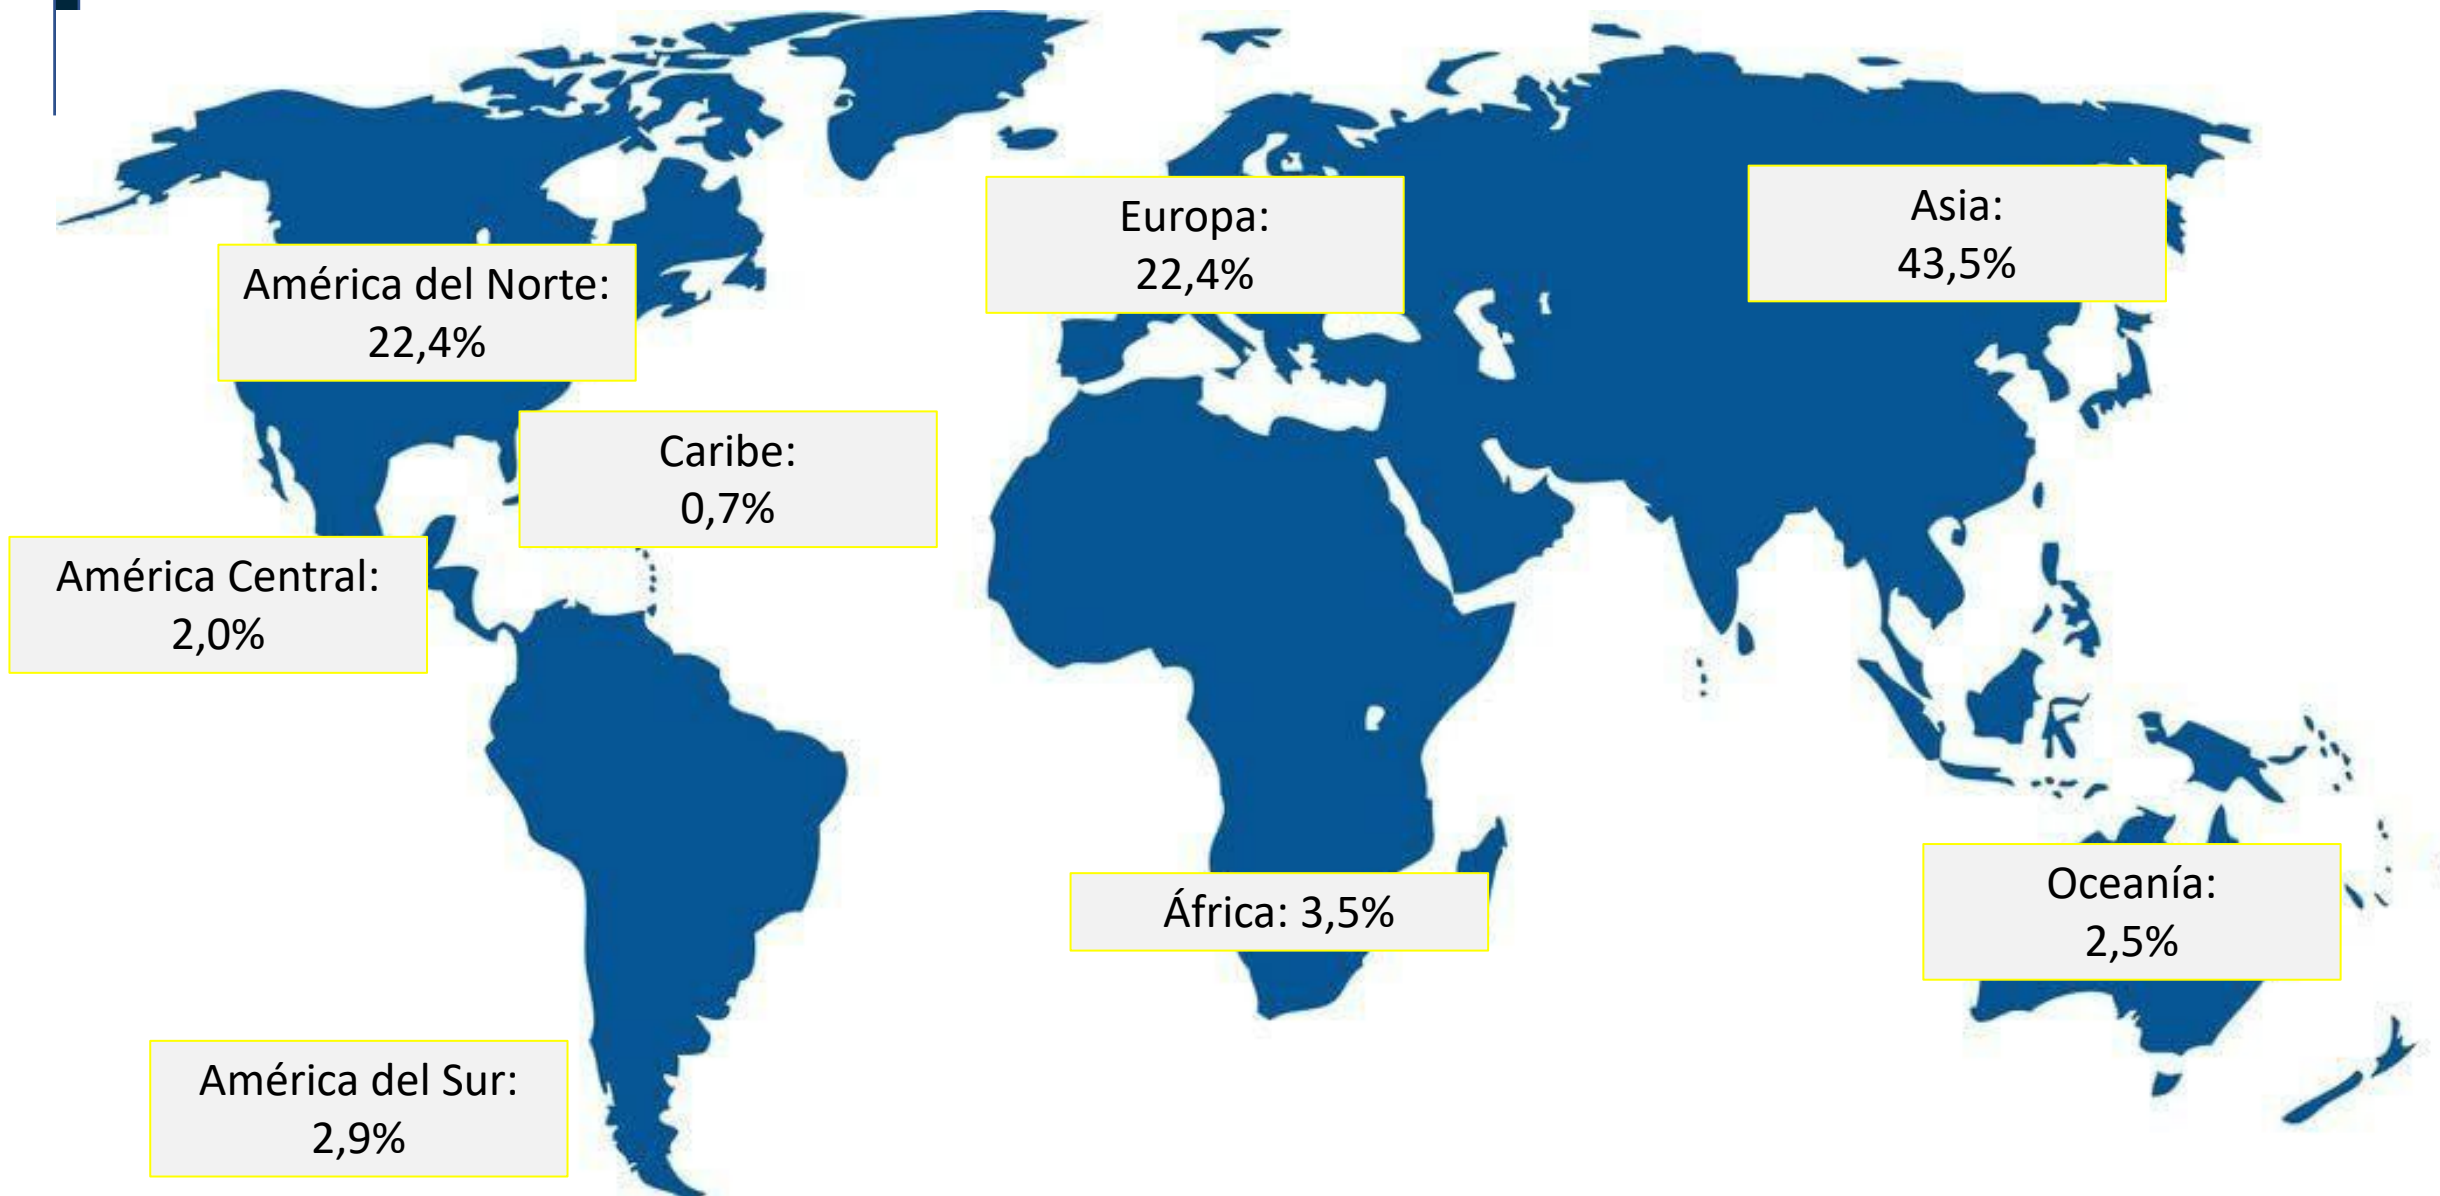 América del Norte:
22,4%
Europa:
22,4%
Asia:
43,5%
Caribe:
0,7%
América Central:
2,0%
África: 3,5%
Oceanía:
2,5%
América del Sur:
2,9%